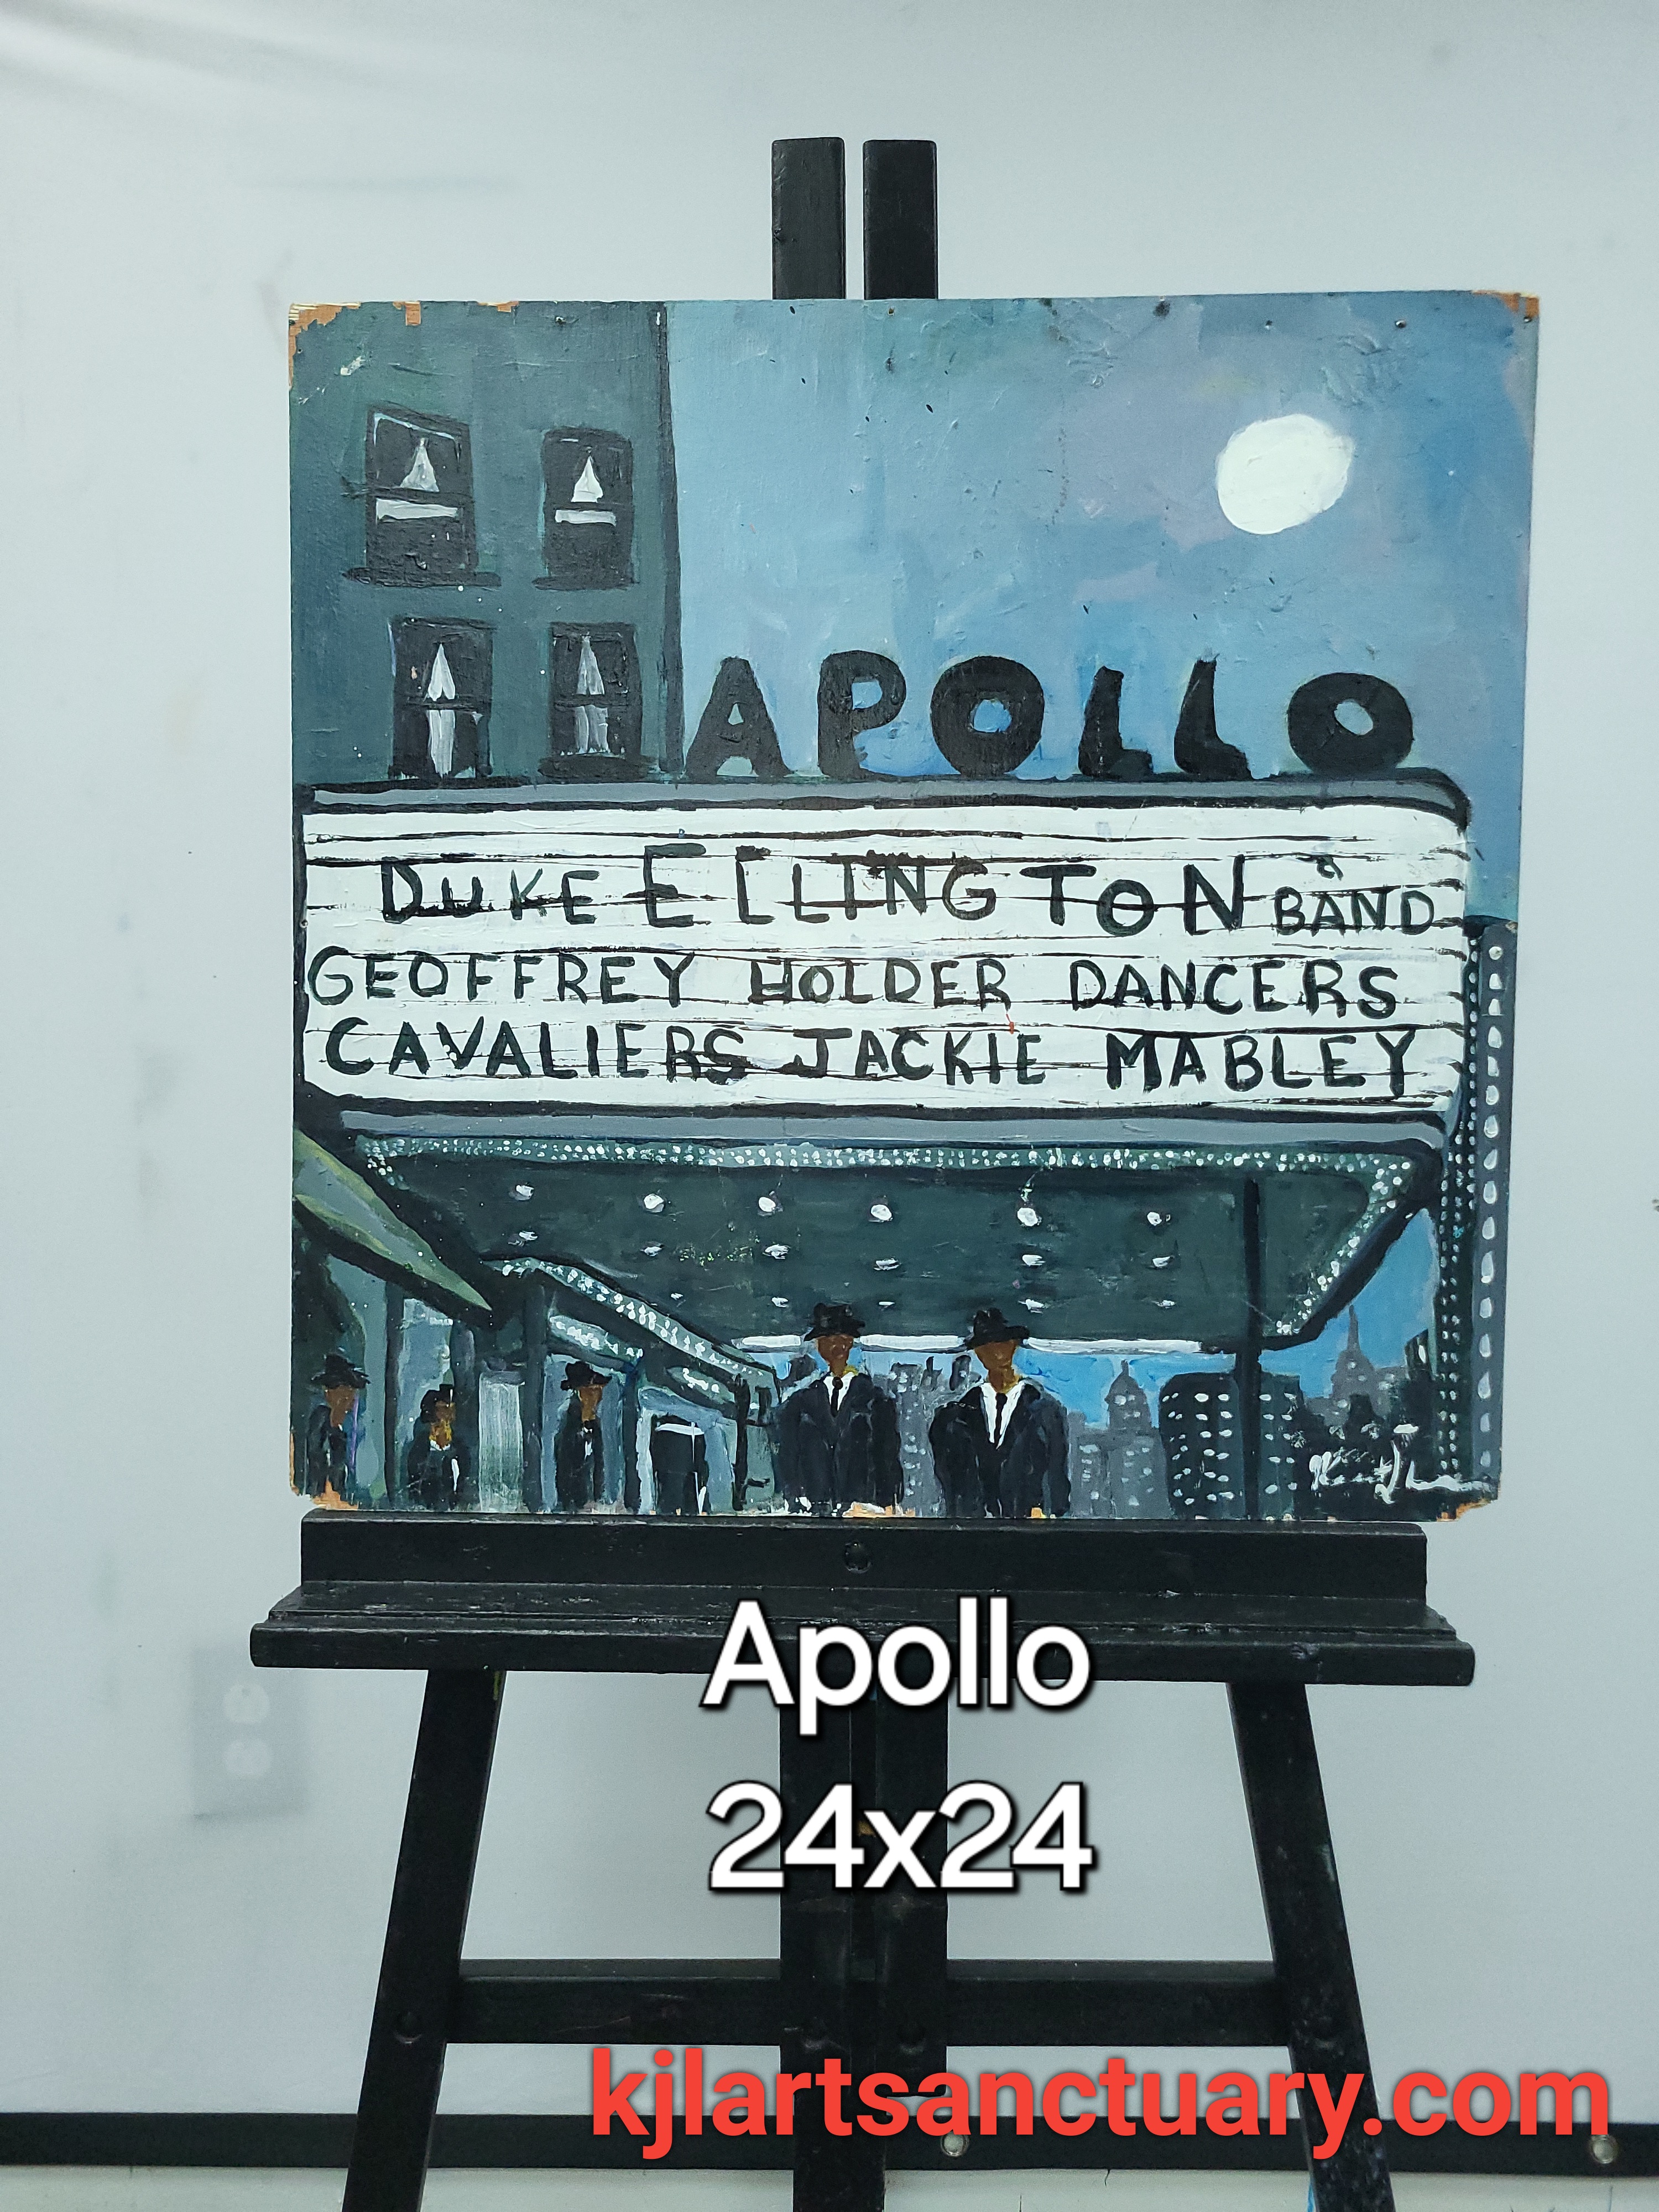 APOLLO
DUKE ELLINGTON & BAND
GEOFFREY HOLDER DANCERS
CAVALIERS JACKIE MABLEY
Apollo
24x24
kjlartsanctuary.com